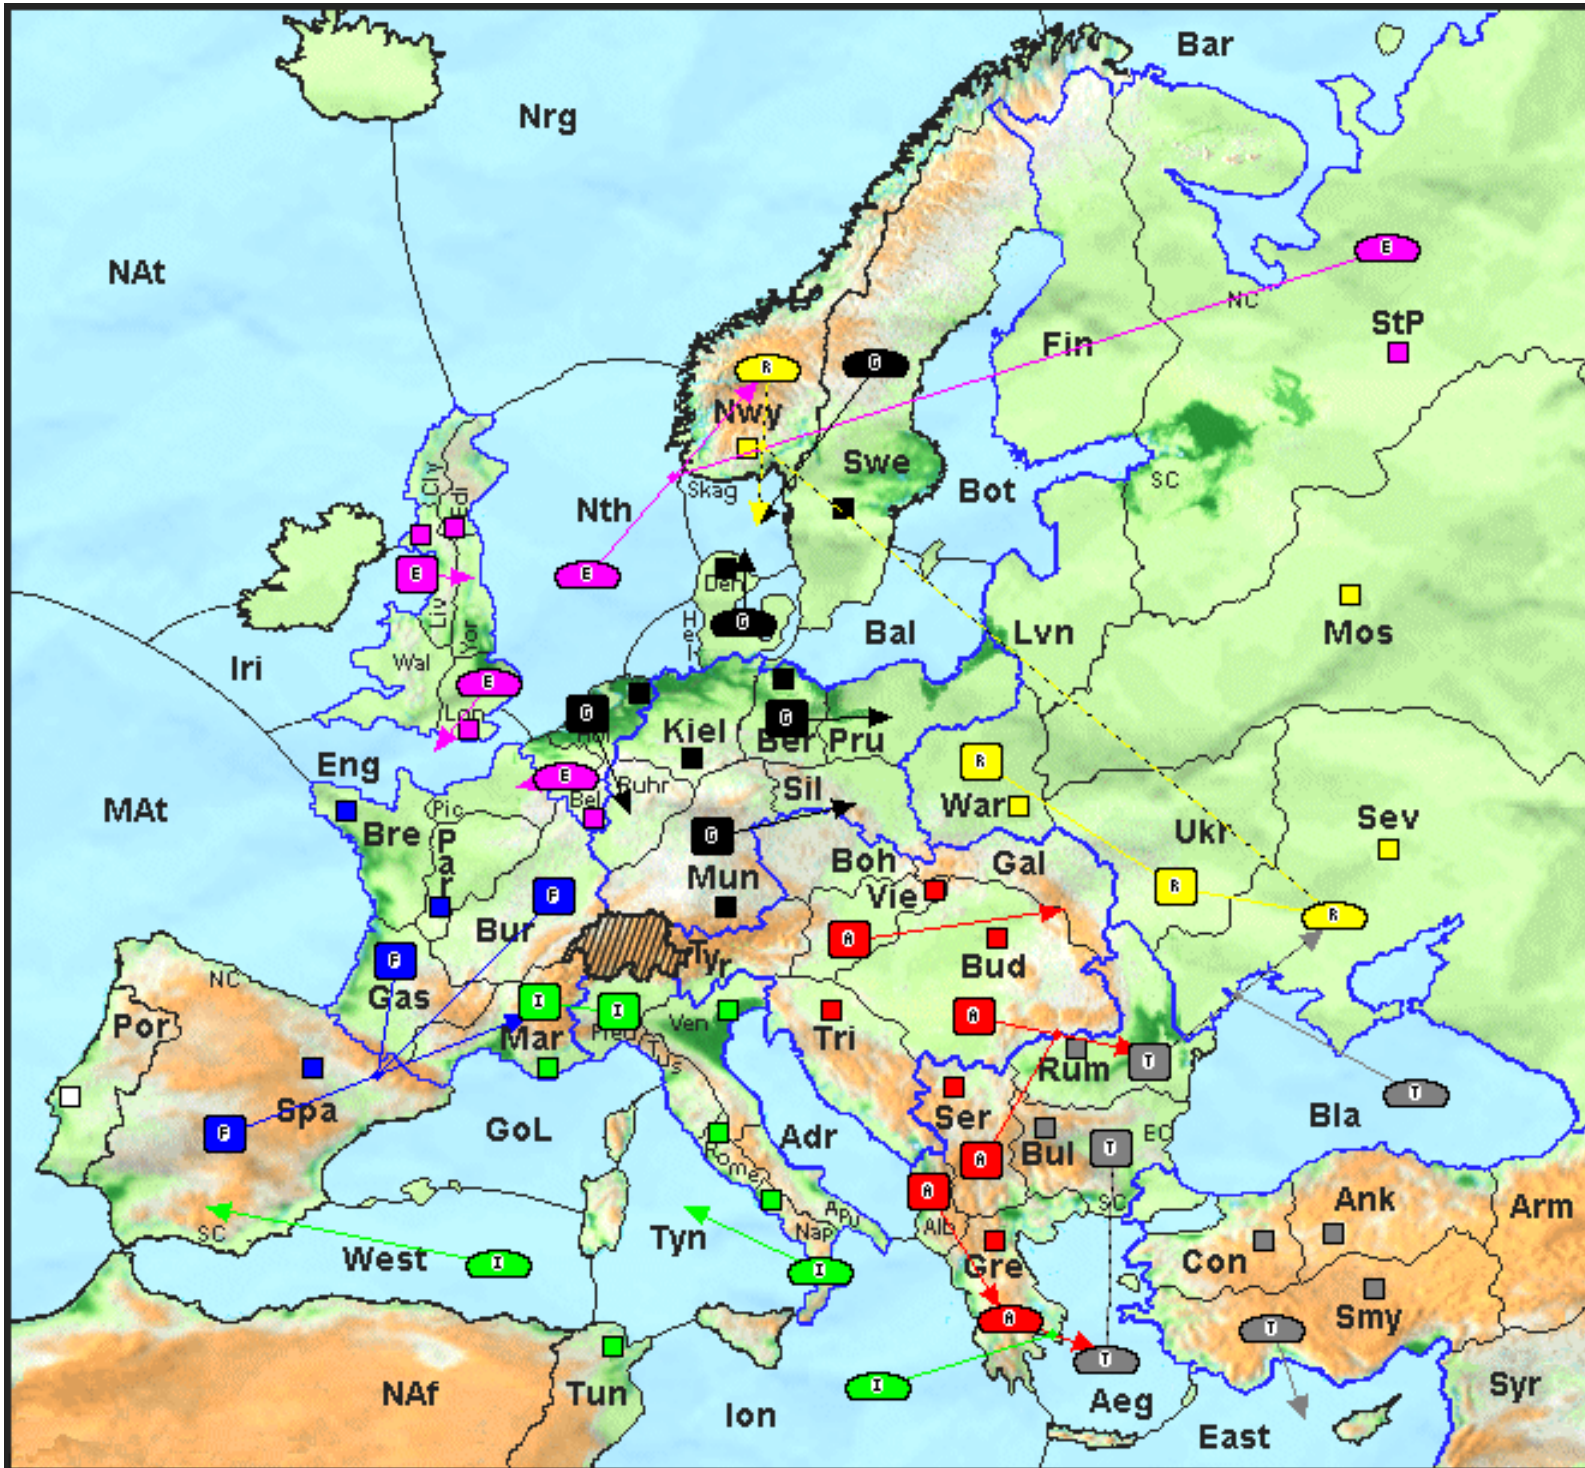 Bar
Nrg
E
NC
NAt
StP
Fin
R
G
Nwy
Swe
SC
Bot
Skag
Cly
Edi
Nth
E
E
Den
Mos
Liv
Yor
Hel
Bal
Lvn
G
Iri
Wal
E
Lon
G
Hol
Kiel
G
Ber
Pru
Eng
E
Ruhr
Sil
R
War
MAt
Pic
Bel
Bre
Par
G
Mun
Boh
Vie
Gal
Ukr
Sev
R
R
F
Bur
A
Bud
F
Gas
Tyr
NC
Por
I
I
Mar
Pied
Ven
Tus
Tri
A
Rum
T
T
Spa
F
GoL
Adr
Ser
Bul
T
EC
Bla
Rome
A
A
SC
Apu
Nap
Alb
Gre
Ank
Arm
Con
SC
West
I
Tyn
I
A
T
Smy
T
NAf
Tun
I
Ion
Aeg
East
Syr